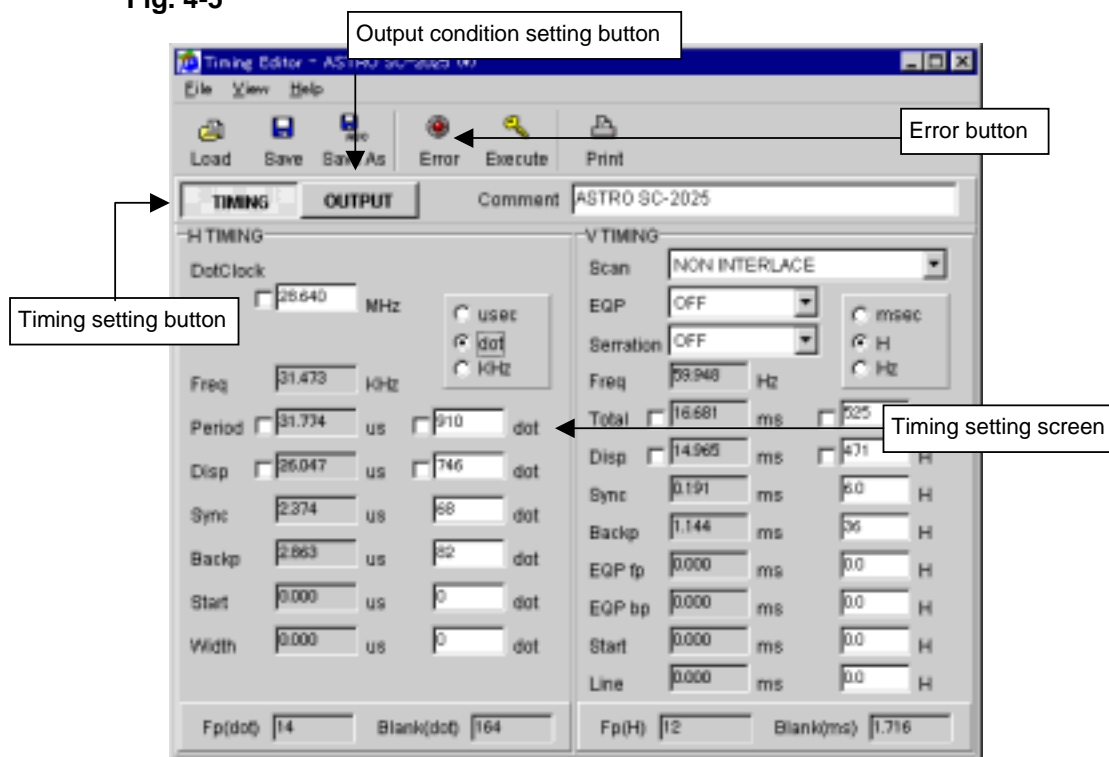 Fig. 4-5
Output condition setting button
Timing Editor - ASTRO SC-2025 (#)
File View Help
Load Save Save As Error Execute Print
Error button
TIMING OUTPUT Comment ASTRO SC-2025
H TIMING
DotClock
28.640 MHz
usec
dot
KHz
Timing setting button
Freq 31.473 KHz
Period 31.774 us 910 dot
Disp 26.047 us 746 dot
Sync 2.374 us 68 dot
Backp 2.863 us 82 dot
Start 0.000 us 0 dot
Width 0.000 us 0 dot
Fp(dot) 14 Blank(dot) 164
V TIMING
Scan NON INTERLACE
EQP OFF
Serration OFF
msec
H
Hz
Freq 59.948 Hz
Total 16.681 ms 525
Timing setting screen
Disp 14.965 ms 471 H
Sync 0.191 ms 6.0 H
Backp 1.144 ms 36 H
EQP fp 0.000 ms 0.0 H
EQP bp 0.000 ms 0.0 H
Start 0.000 ms 0.0 H
Line 0.000 ms 0.0 H
Fp(H) 12 Blank(ms) 1.716